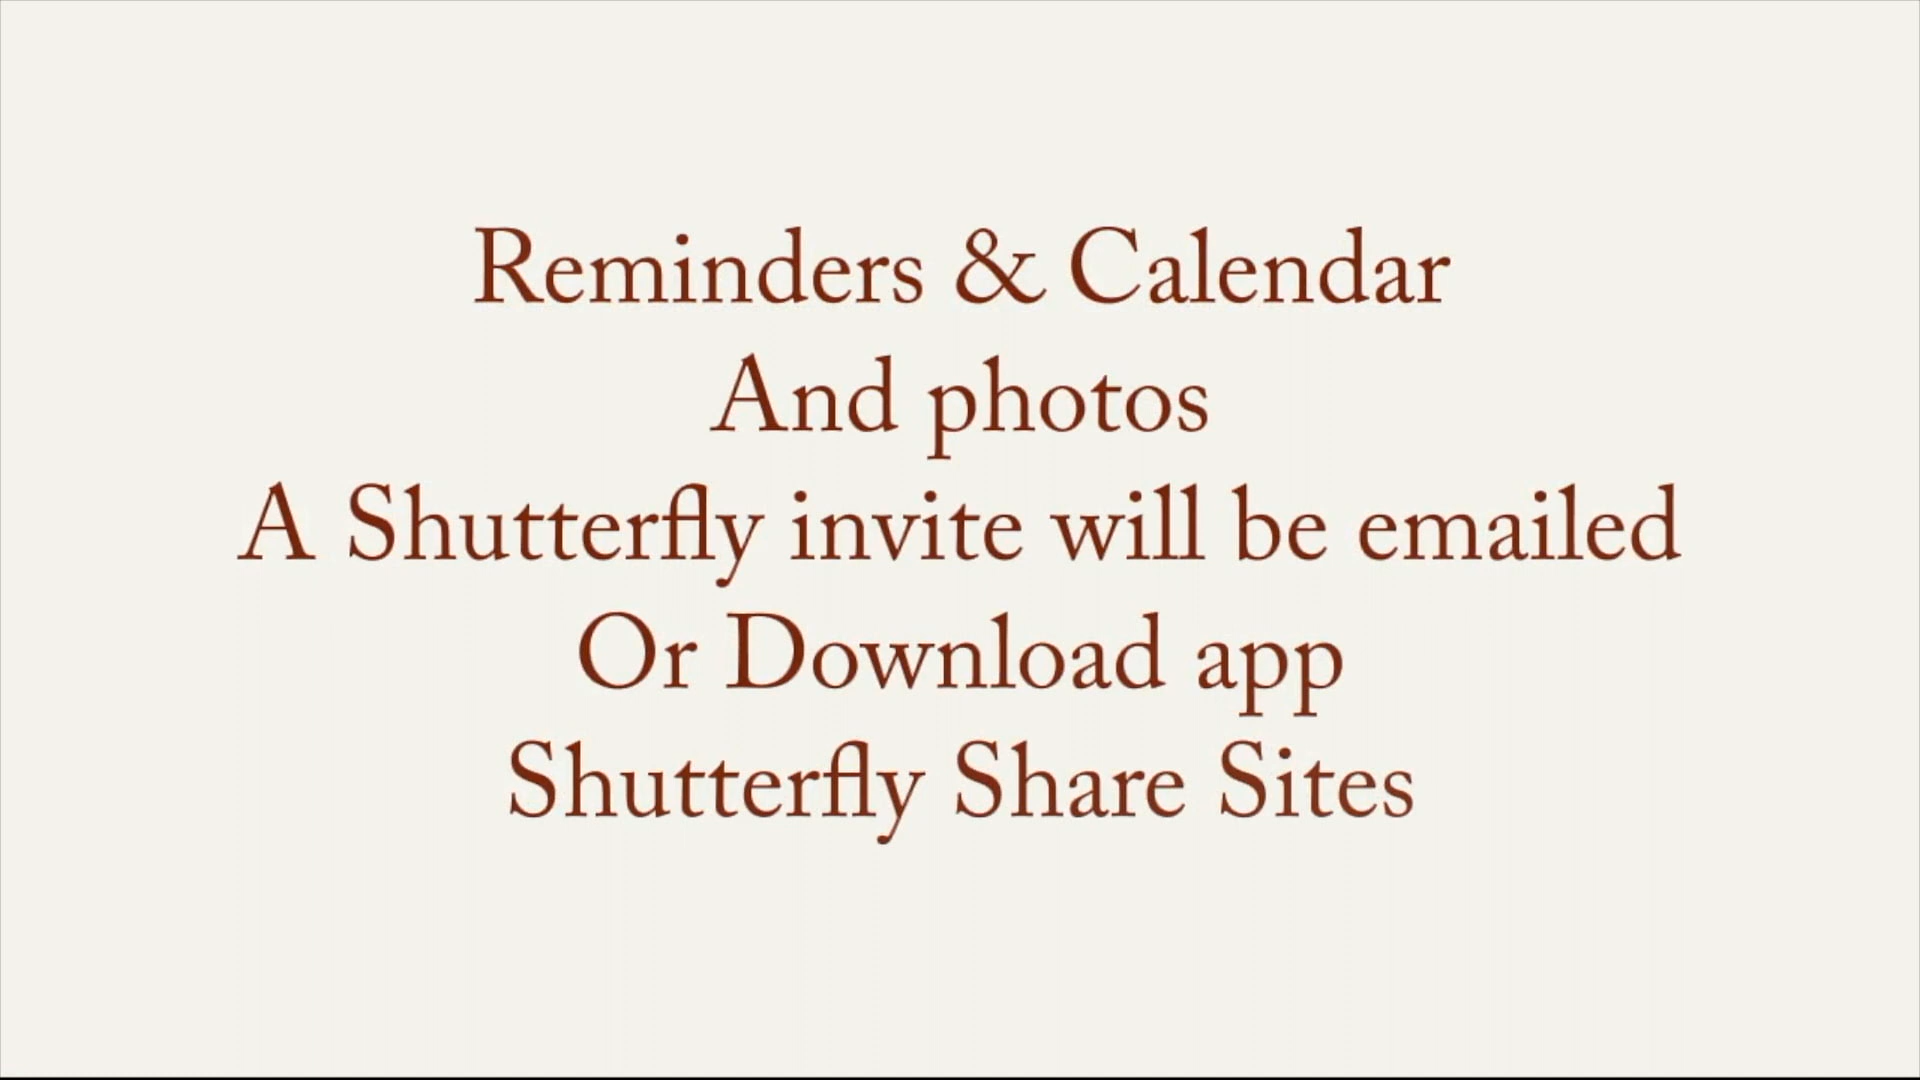 Reminders & Calendar
And photos
A Shutterfly invite will be emailed
Or Download app
Shutterfly Share Sites